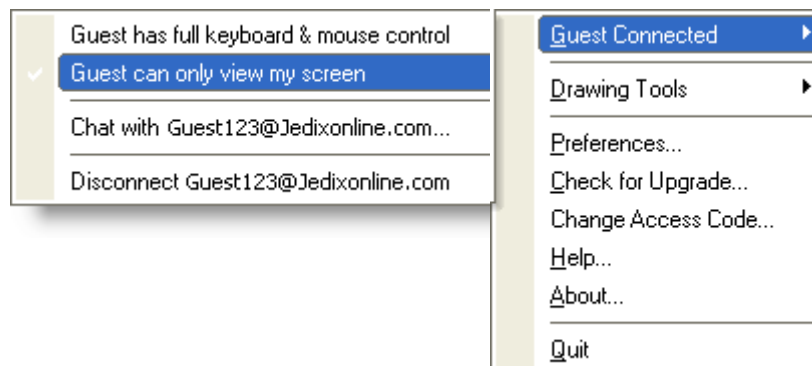 Guest has full keyboard & mouse control
Guest can only view my screen
Chat with Guest123@Jedixonline.com...
Disconnect Guest123@Jedixonline.com
Guest Connected
Drawing Tools
Preferences...
Check for Upgrade...
Change Access Code...
Help...
About...
Quit